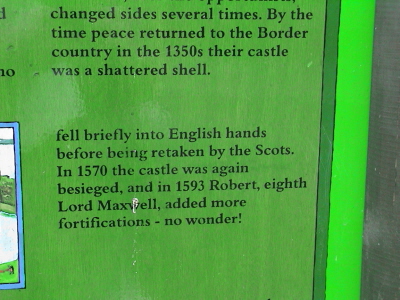 changed sides several times. By the
time peace returned to the Border
country in the 1350s their castle
was a shattered shell.
fell briefly into English hands
before being retaken by the Scots.
In 1570 the castle was again
besieged, and in 1593 Robert, eighth
Lord Maxwell, added more
fortifications - no wonder!